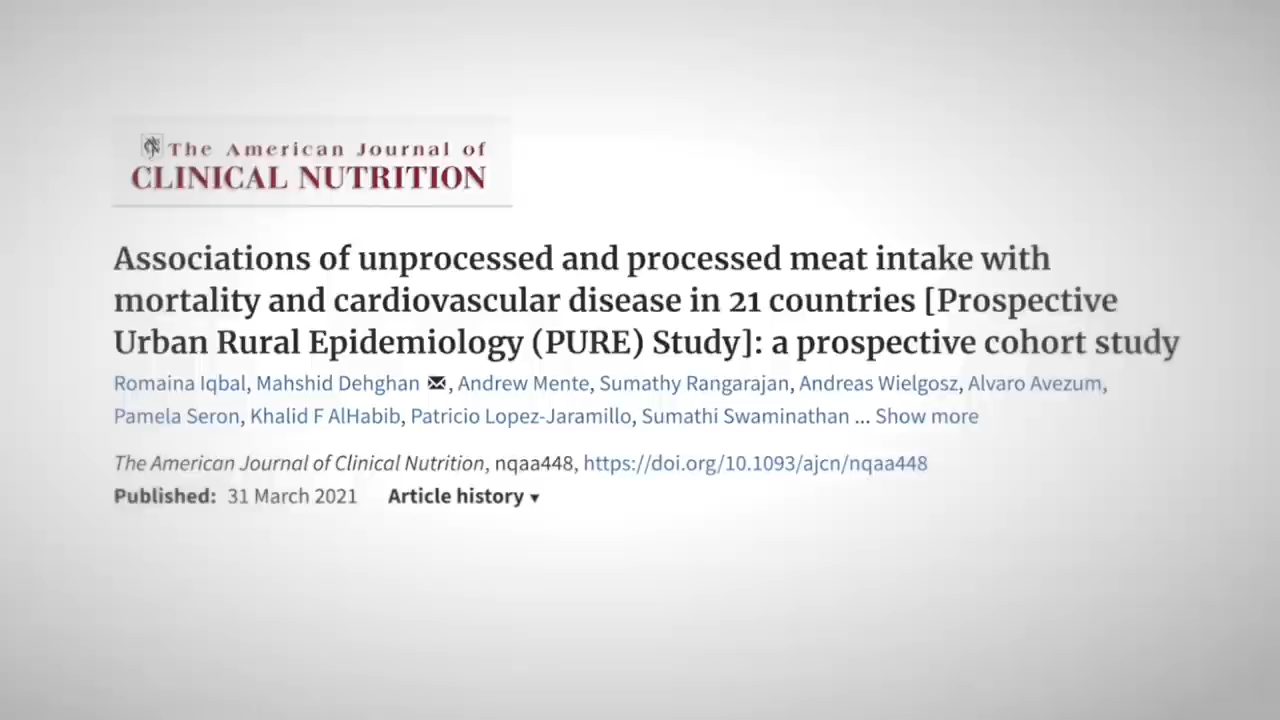 The American Journal of
CLINICAL NUTRITION
Associations of unprocessed and processed meat intake with
mortality and cardiovascular disease in 21 countries [Prospective
Urban Rural Epidemiology (PURE) Study]: a prospective cohort study
Romaina Iqbal, Mahshid Dehghan ✉, Andrew Mente, Sumathy Rangarajan, Andreas Wielgosz, Alvaro Avezum,
Pamela Seron, Khalid F AlHabib, Patricio Lopez-Jaramillo, Sumathi Swaminathan ... Show more
The American Journal of Clinical Nutrition, nqaa448, https://doi.org/10.1093/ajcn/nqaa448
Published: 31 March 2021 Article history ▾